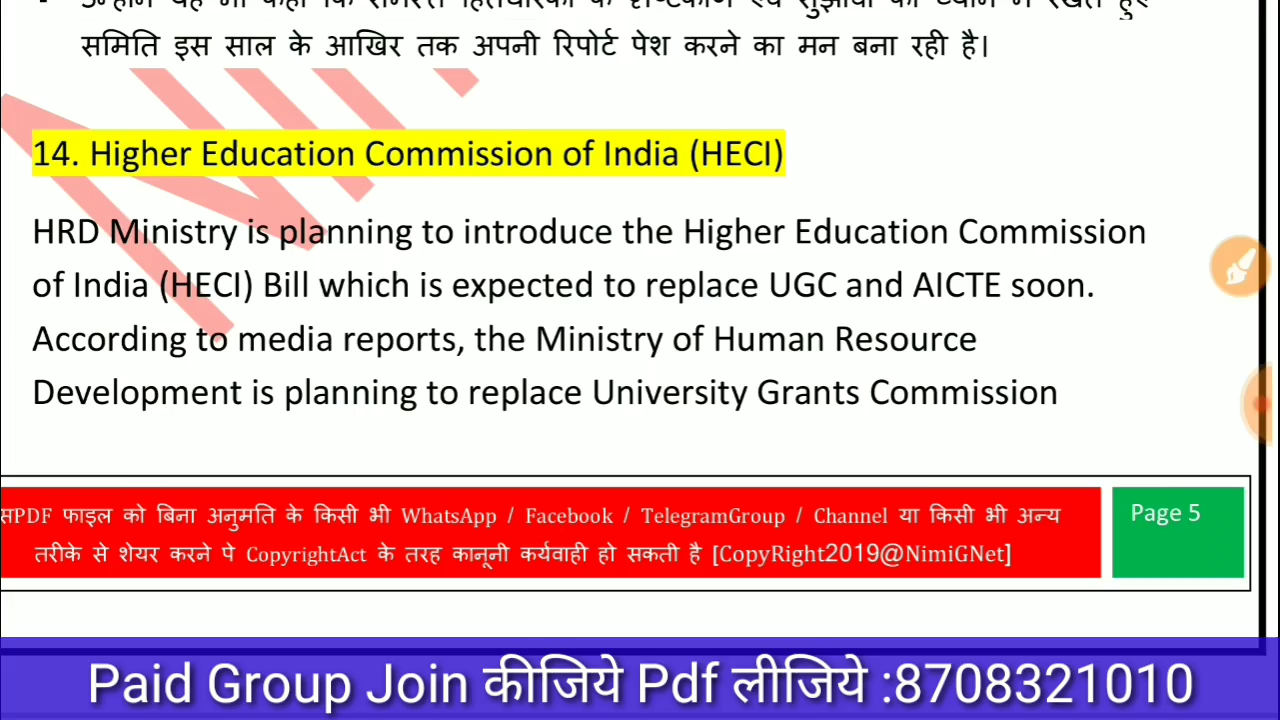 समिति इस साल के आखिर तक अपनी रिपोर्ट पेश करने का मन बना रही है।
14. Higher Education Commission of India (HECI)
HRD Ministry is planning to introduce the Higher Education Commission
of India (HECI) Bill which is expected to replace UGC and AICTE soon.
According to media reports, the Ministry of Human Resource
Development is planning to replace University Grants Commission
PDF फाइल को बिना अनुमति के किसी भी WhatsApp / Facebook / TelegramGroup / Channel या किसी भी अन्य
तरीके से शेयर करने पे CopyrightAct के तरह कानूनी कर्यवाही हो सकती है [CopyRight2019@NimiGNet]
Page 5
Paid Group Join कीजिये Pdf लीजिये :8708321010